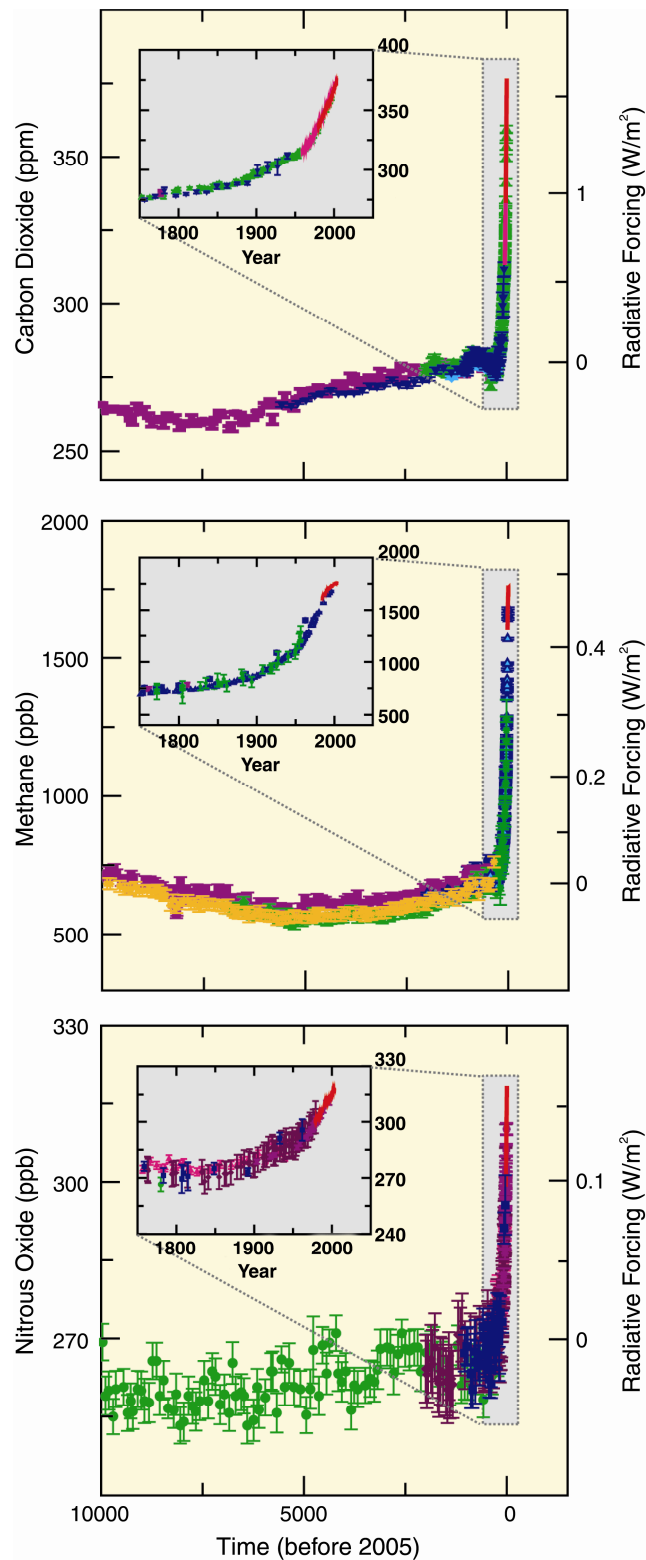 400
350
300
1800 1900 2000
Year
350
300
250
Carbon Dioxide (ppm)
1
0
Radiative Forcing (W/m²)
2000
1500
1000
500
1800 1900 2000
Year
2000
1500
1000
500
Methane (ppb)
0.4
0.2
0
Radiative Forcing (W/m²)
330
300
270
240
1800 1900 2000
Year
330
300
270
Nitrous Oxide (ppb)
0.1
0
Radiative Forcing (W/m²)
10000 5000 0
Time (before 2005)